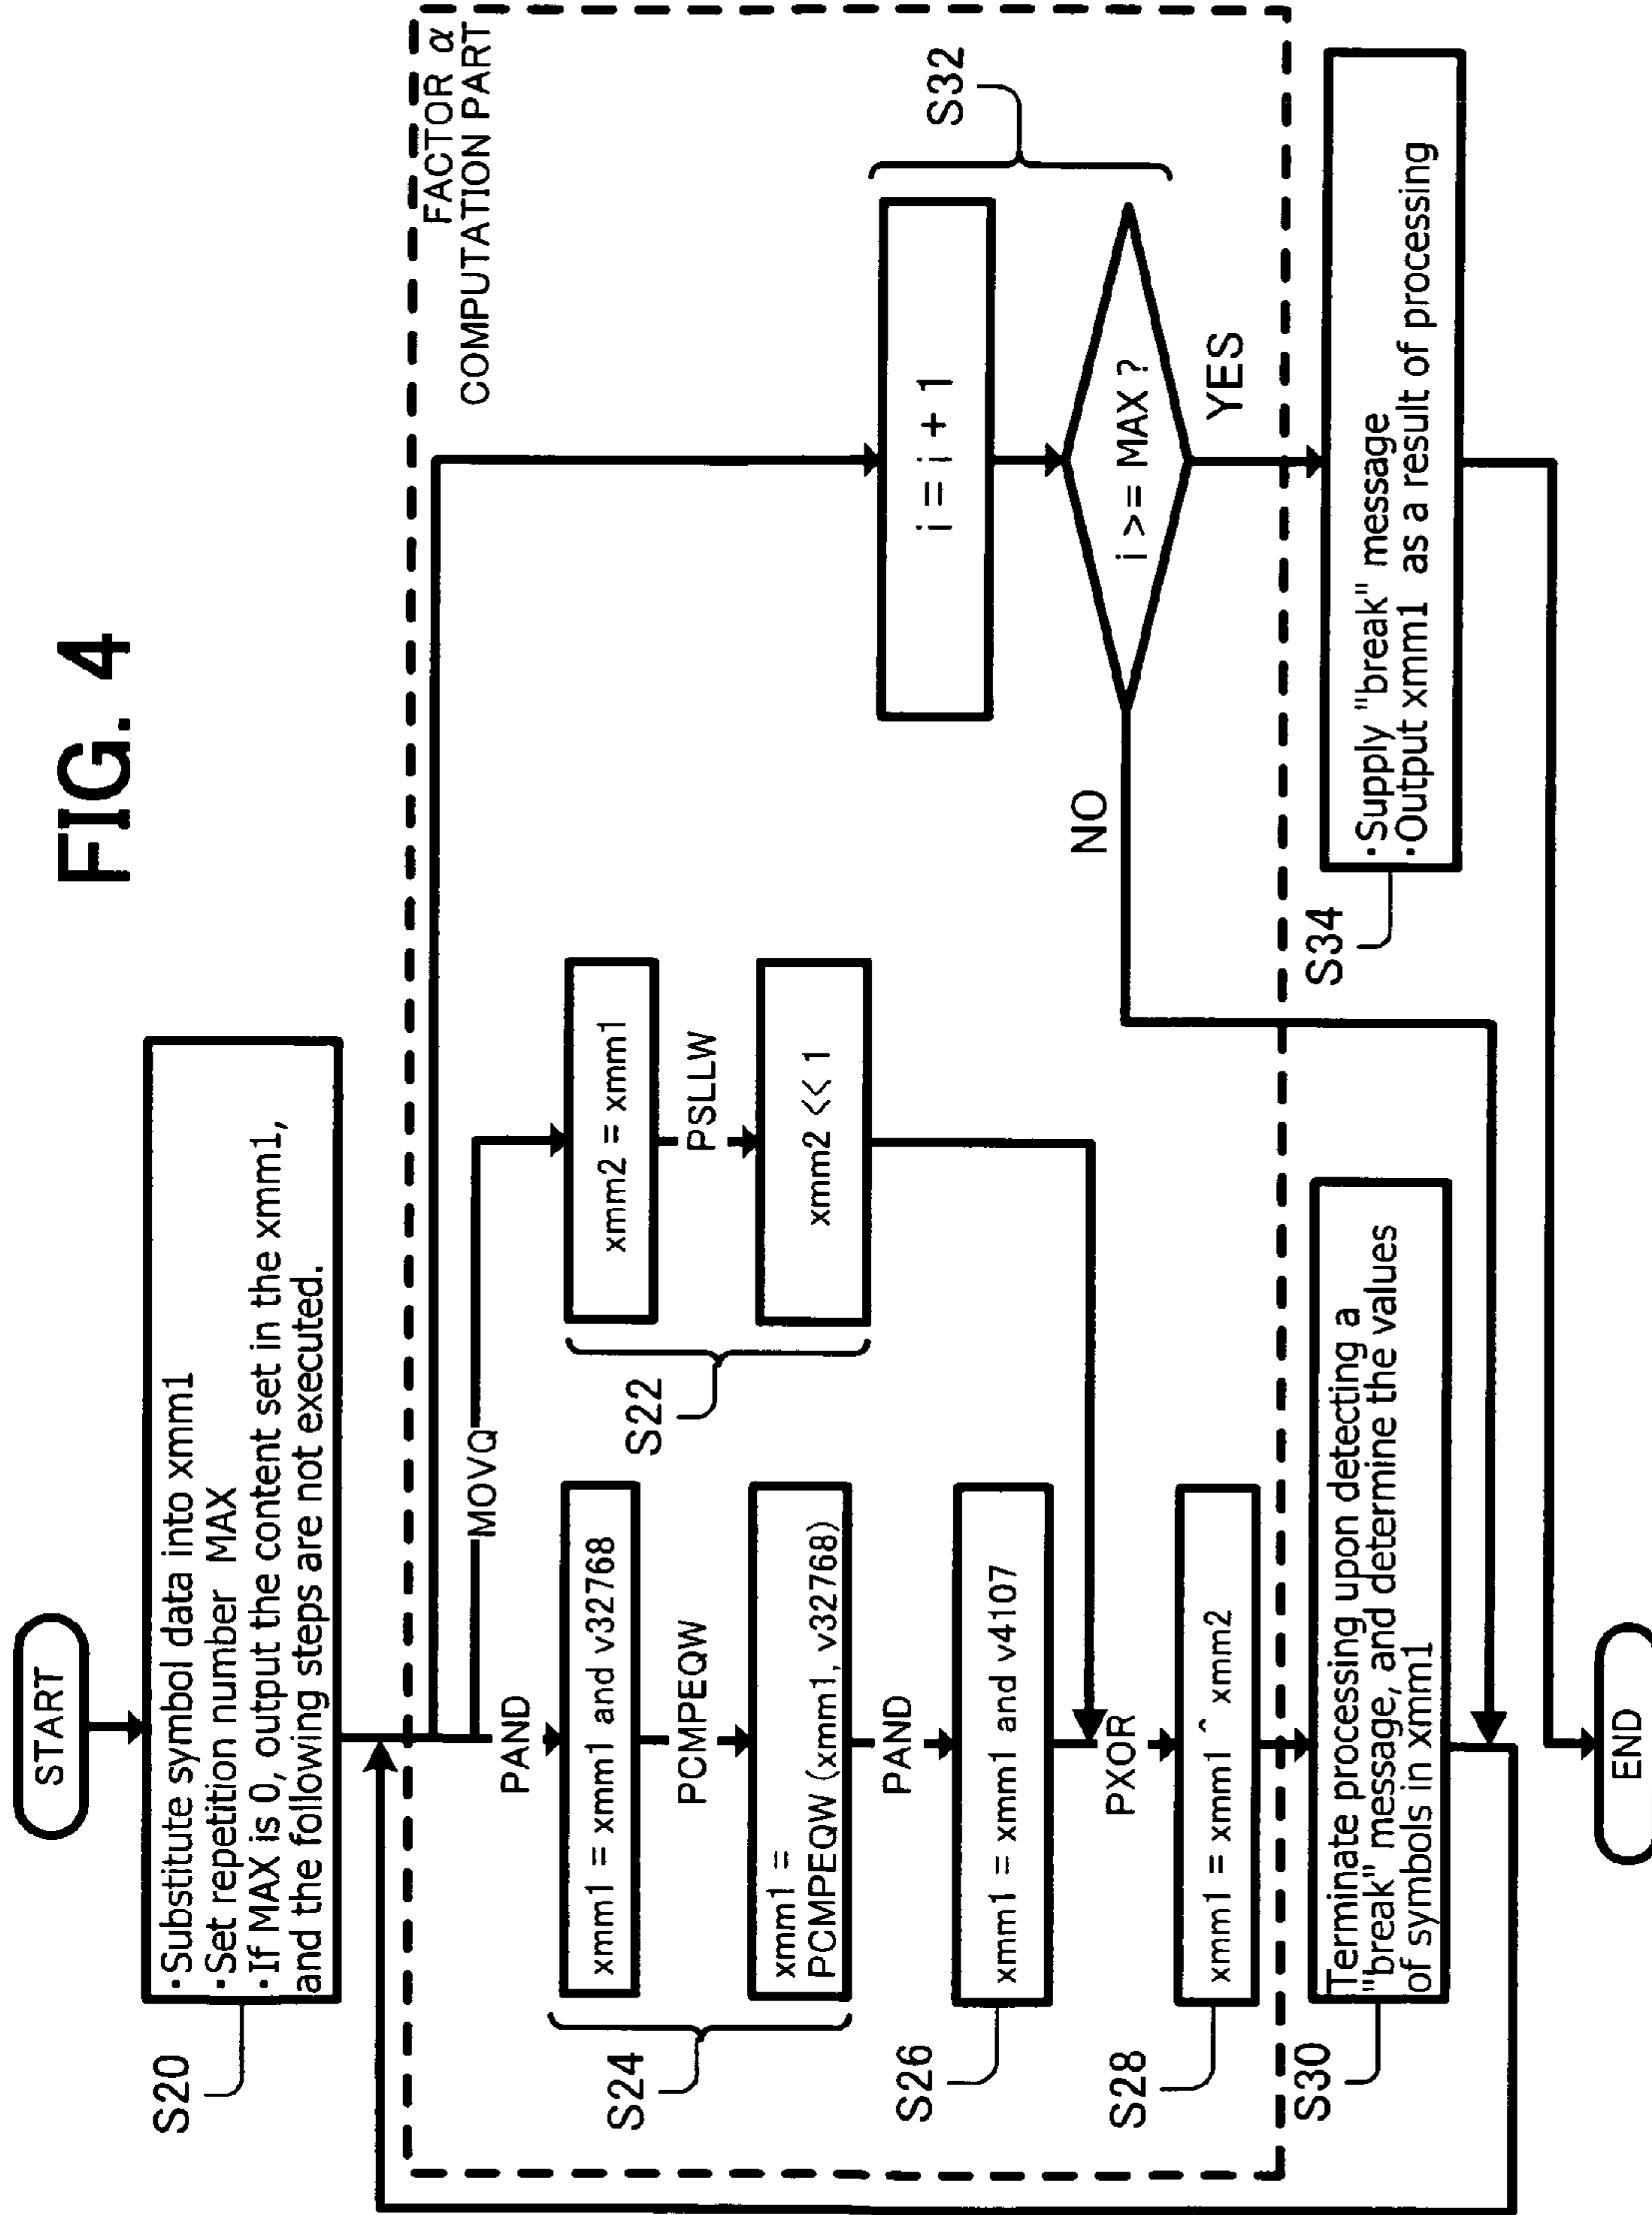 FIG. 4
START
S20
·Substitute symbol data into xmm1
·Set repetition number MAX
·If MAX is 0, output the content set in the xmm1,
and the following steps are not executed.
FACTOR α
COMPUTATION PART
MOVQ
PAND
S24
xmm1 = xmm1 and v32768
PCMPEQW
xmm1 =
PCMPEQW (xmm1, v32768)
PAND
S26
xmm1 = xmm1 and v4107
PXOR
S28
xmm1 = xmm1 ^ xmm2
S22
xmm2 = xmm1
PSLLW
xmm2 << 1
S32
i = i + 1
i >= MAX ?
NO
YES
S30
Terminate processing upon detecting a
"break" message, and determine the values
of symbols in xmm1
S34
·Supply "break" message
·Output xmm1 as a result of processing
END